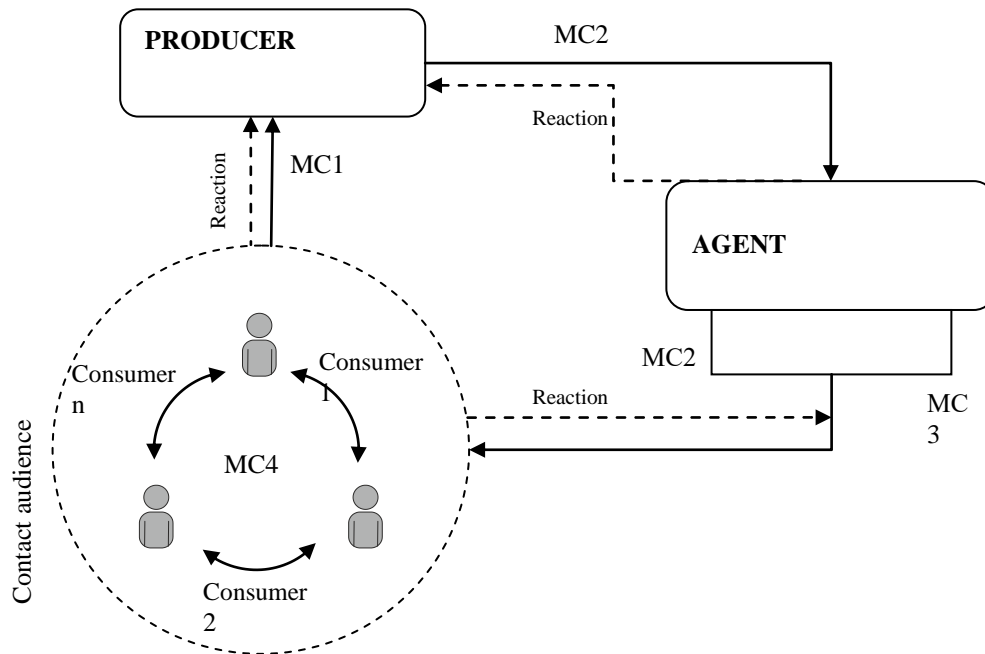 PRODUCER
MC2
Reaction
Reaction
MC1
AGENT
Consumer
n
Consumer
1
MC2
Reaction
MC
3
MC4
Contact audience
Consumer
2